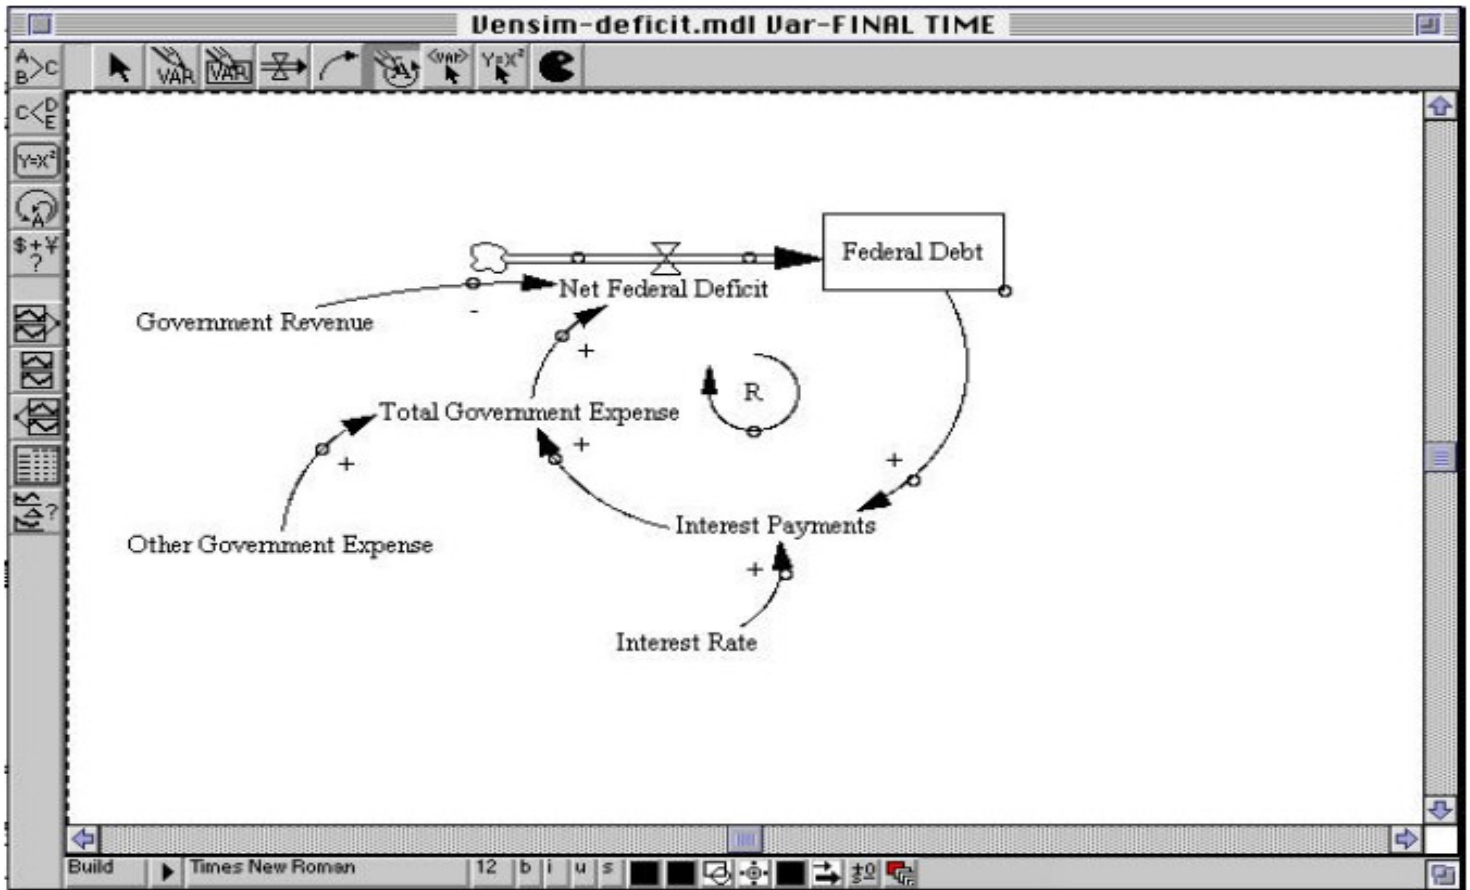 Vensim-deficit.mdl Var-FINAL TIME
A
B>C
VAR
VAR
A
<VAR>
Y=X²
C<D
E
Y=X²
A
$+¥
?
?
Federal Debt
Net Federal Deficit
-
Government Revenue
+
R
Total Government Expense
+
+
+
Interest Payments
Other Government Expense
+
Interest Rate
Build
Times New Roman
12
b
i
u
s